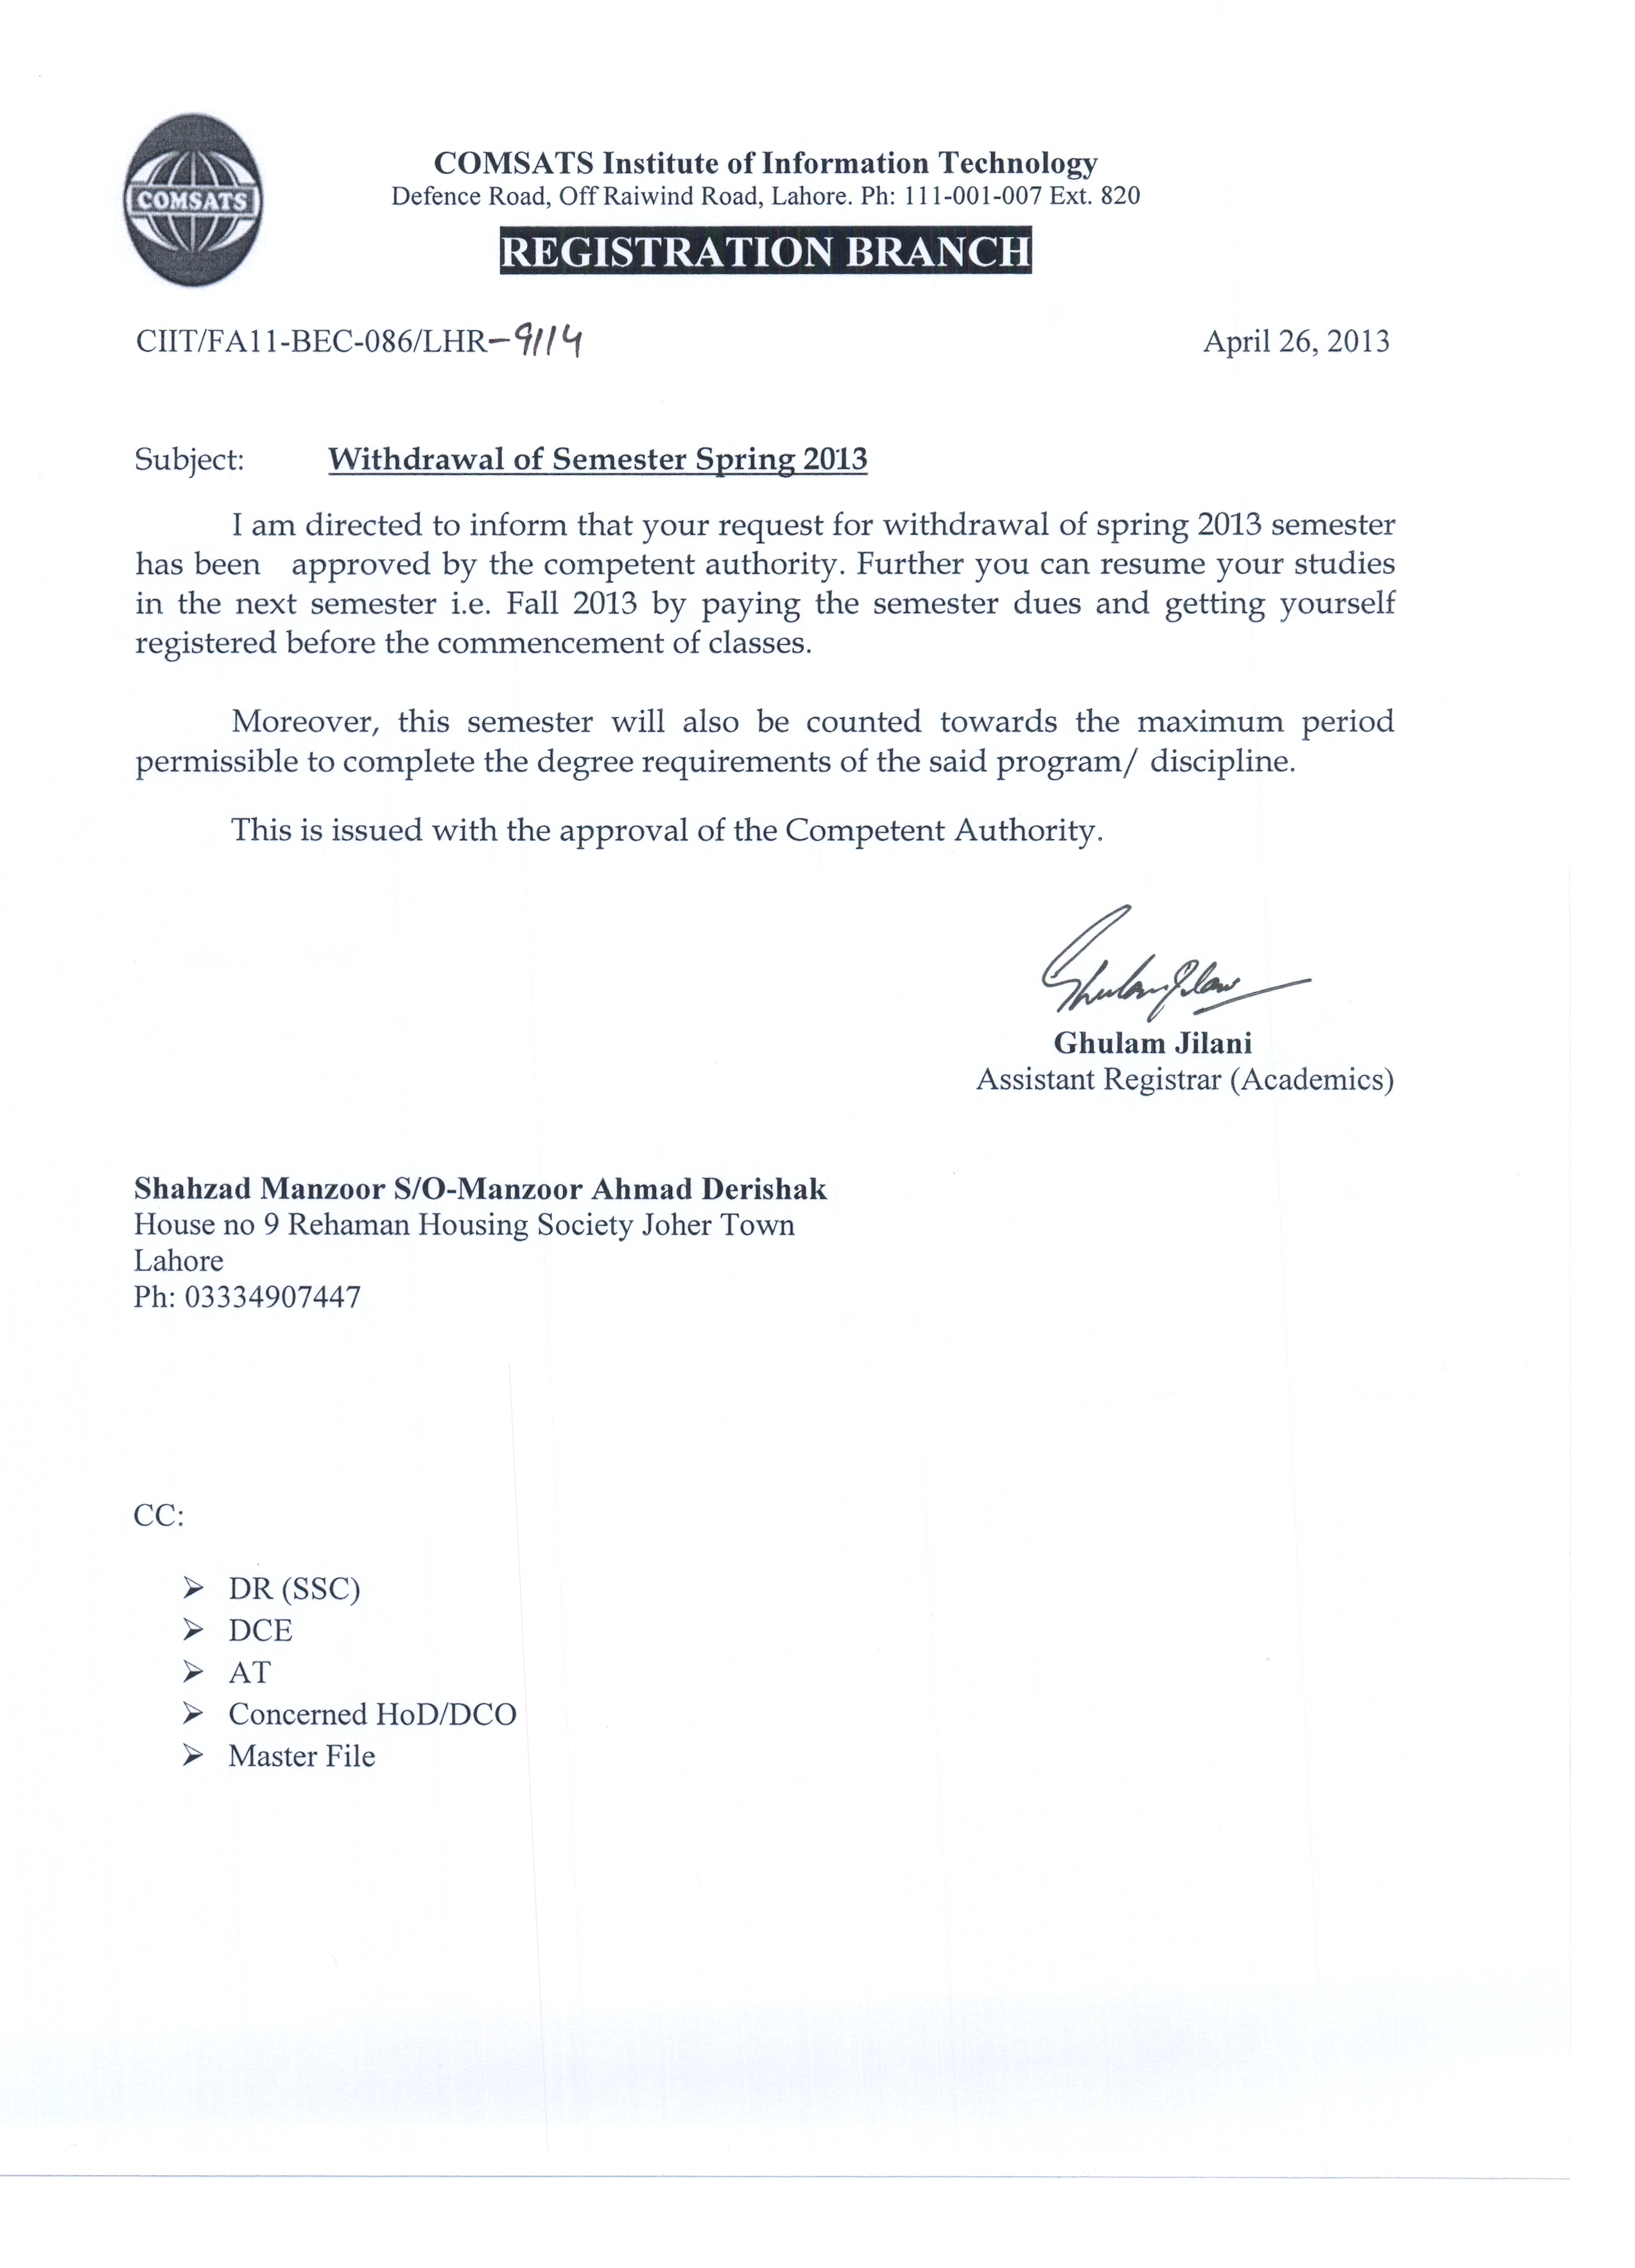 COMSATS
COMSATS Institute of Information Technology
Defence Road, Off Raiwind Road, Lahore. Ph: 111-001-007 Ext. 820
REGISTRATION BRANCH
CIIT/FA11-BEC-086/LHR-9114 April 26, 2013
Subject: Withdrawal of Semester Spring 2013
I am directed to inform that your request for withdrawal of spring 2013 semester
has been approved by the competent authority. Further you can resume your studies
in the next semester i.e. Fall 2013 by paying the semester dues and getting yourself
registered before the commencement of classes.
Moreover, this semester will also be counted towards the maximum period
permissible to complete the degree requirements of the said program/ discipline.
This is issued with the approval of the Competent Authority.
Ghulam Jilani
Assistant Registrar (Academics)
Shahzad Manzoor S/O-Manzoor Ahmad Derishak
House no 9 Rehaman Housing Society Joher Town
Lahore
Ph: 03334907447
CC:
➢ DR (SSC)
➢ DCE
➢ AT
➢ Concerned HoD/DCO
➢ Master File